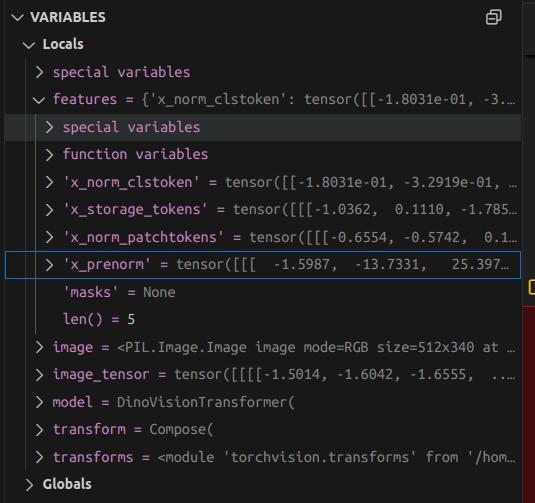 VARIABLES
Locals
special variables
features = {'x_norm_clstoken': tensor([[-1.8031e-01, -3....
special variables
function variables
'x_norm_clstoken' = tensor([[-1.8031e-01, -3.2919e-01, ...
'x_storage_tokens' = tensor([[[-1.0362, 0.1110, -1.785...
'x_norm_patchtokens' = tensor([[[-0.6554, -0.5742, 0.1...
'x_prenorm' = tensor([[[ -1.5987, -13.7331, 25.397...
'masks' = None
len() = 5
image = <PIL.Image.Image image mode=RGB size=512x340 at ...
image_tensor = tensor([[[[-1.5014, -1.6042, -1.6555, ..., ...
model = DinoVisionTransformer(
transform = Compose(
transforms = <module 'torchvision.transforms' from '/hom...
Globals